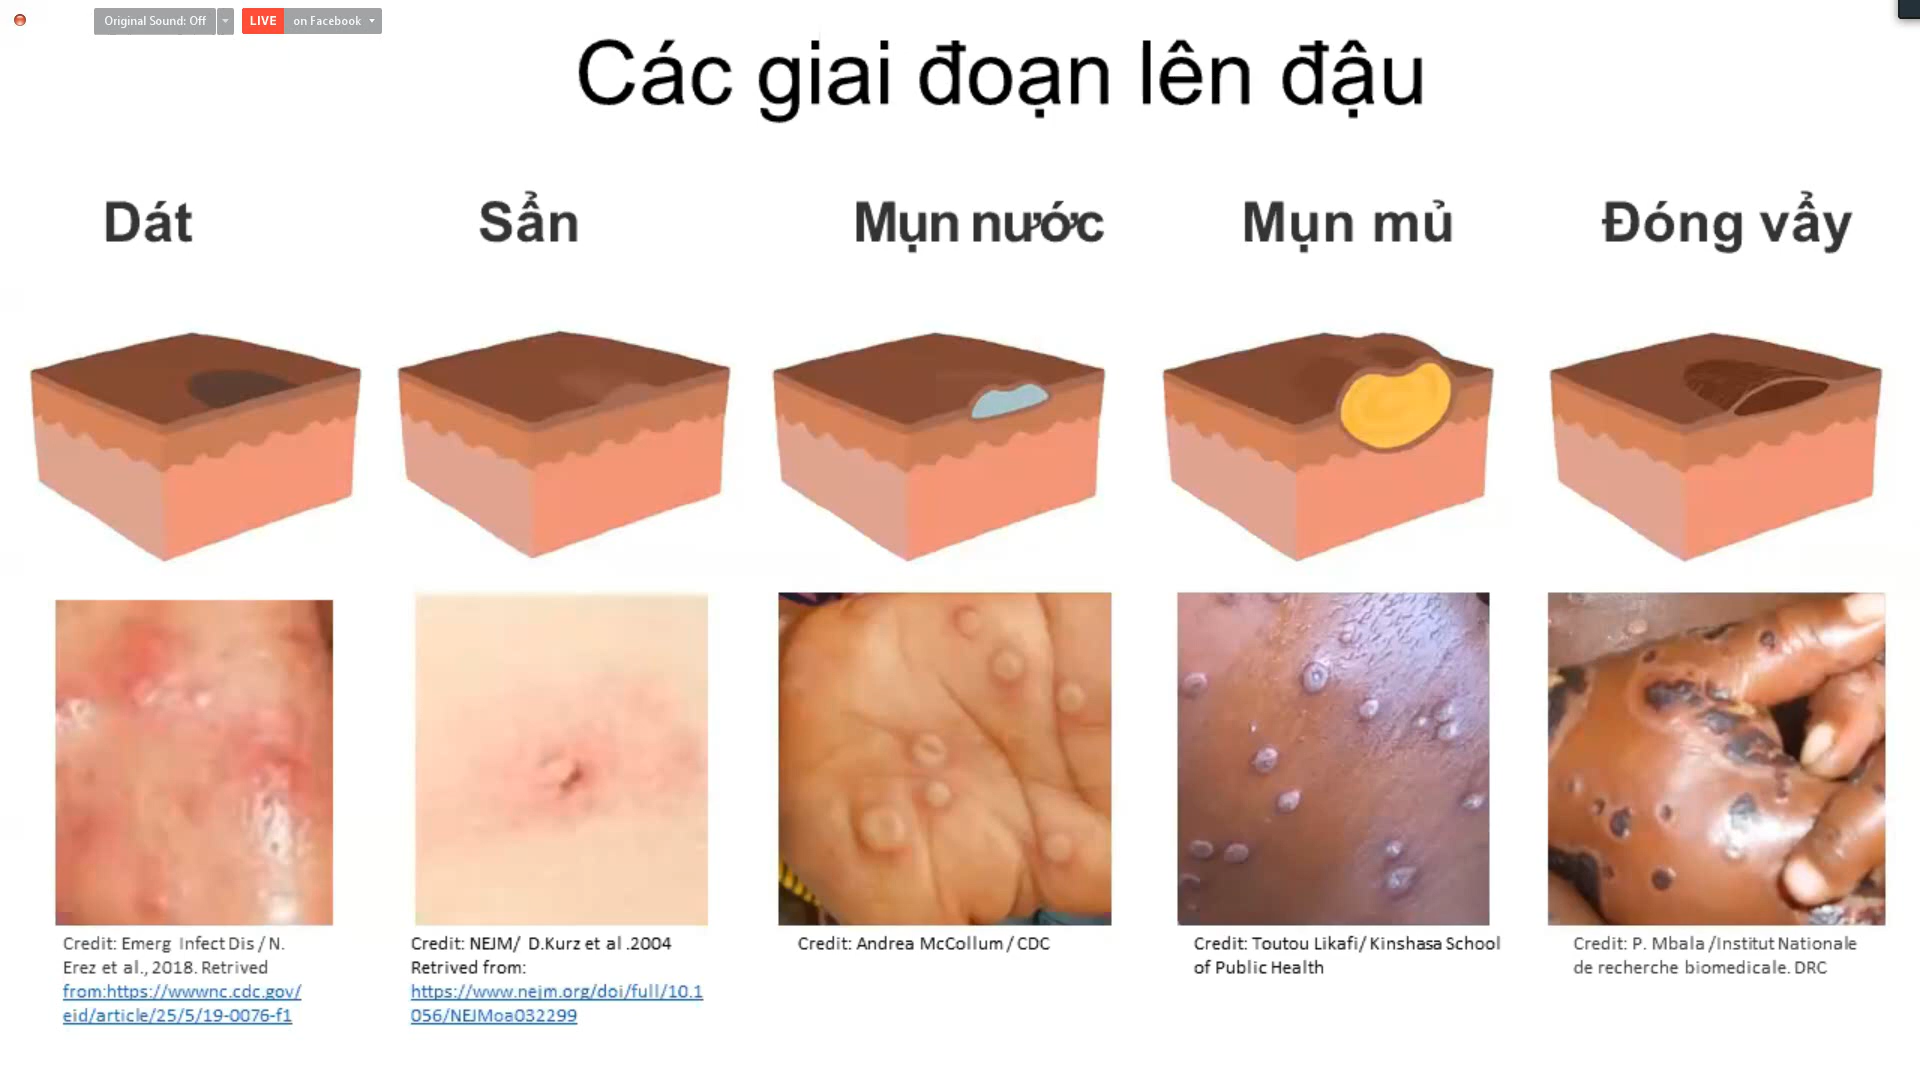 Original Sound: Off
LIVE on Facebook
Các giai đoạn lên đậu
Dát
Sẩn
Mụn nước
Mụn mủ
Đóng vẩy
Credit: Emerg Infect Dis / N.
Erez et al., 2018. Retrived
from:https://wwwnc.cdc.gov/
eid/article/25/5/19-0076-f1
Credit: NEJM/ D.Kurz et al .2004
Retrived from:
https://www.nejm.org/doi/full/10.1
056/NEJMoa032299
Credit: Andrea McCollum / CDC
Credit: Toutou Likafi/ Kinshasa School
of Public Health
Credit: P. Mbala /Institut Nationale
de recherche biomedicale. DRC